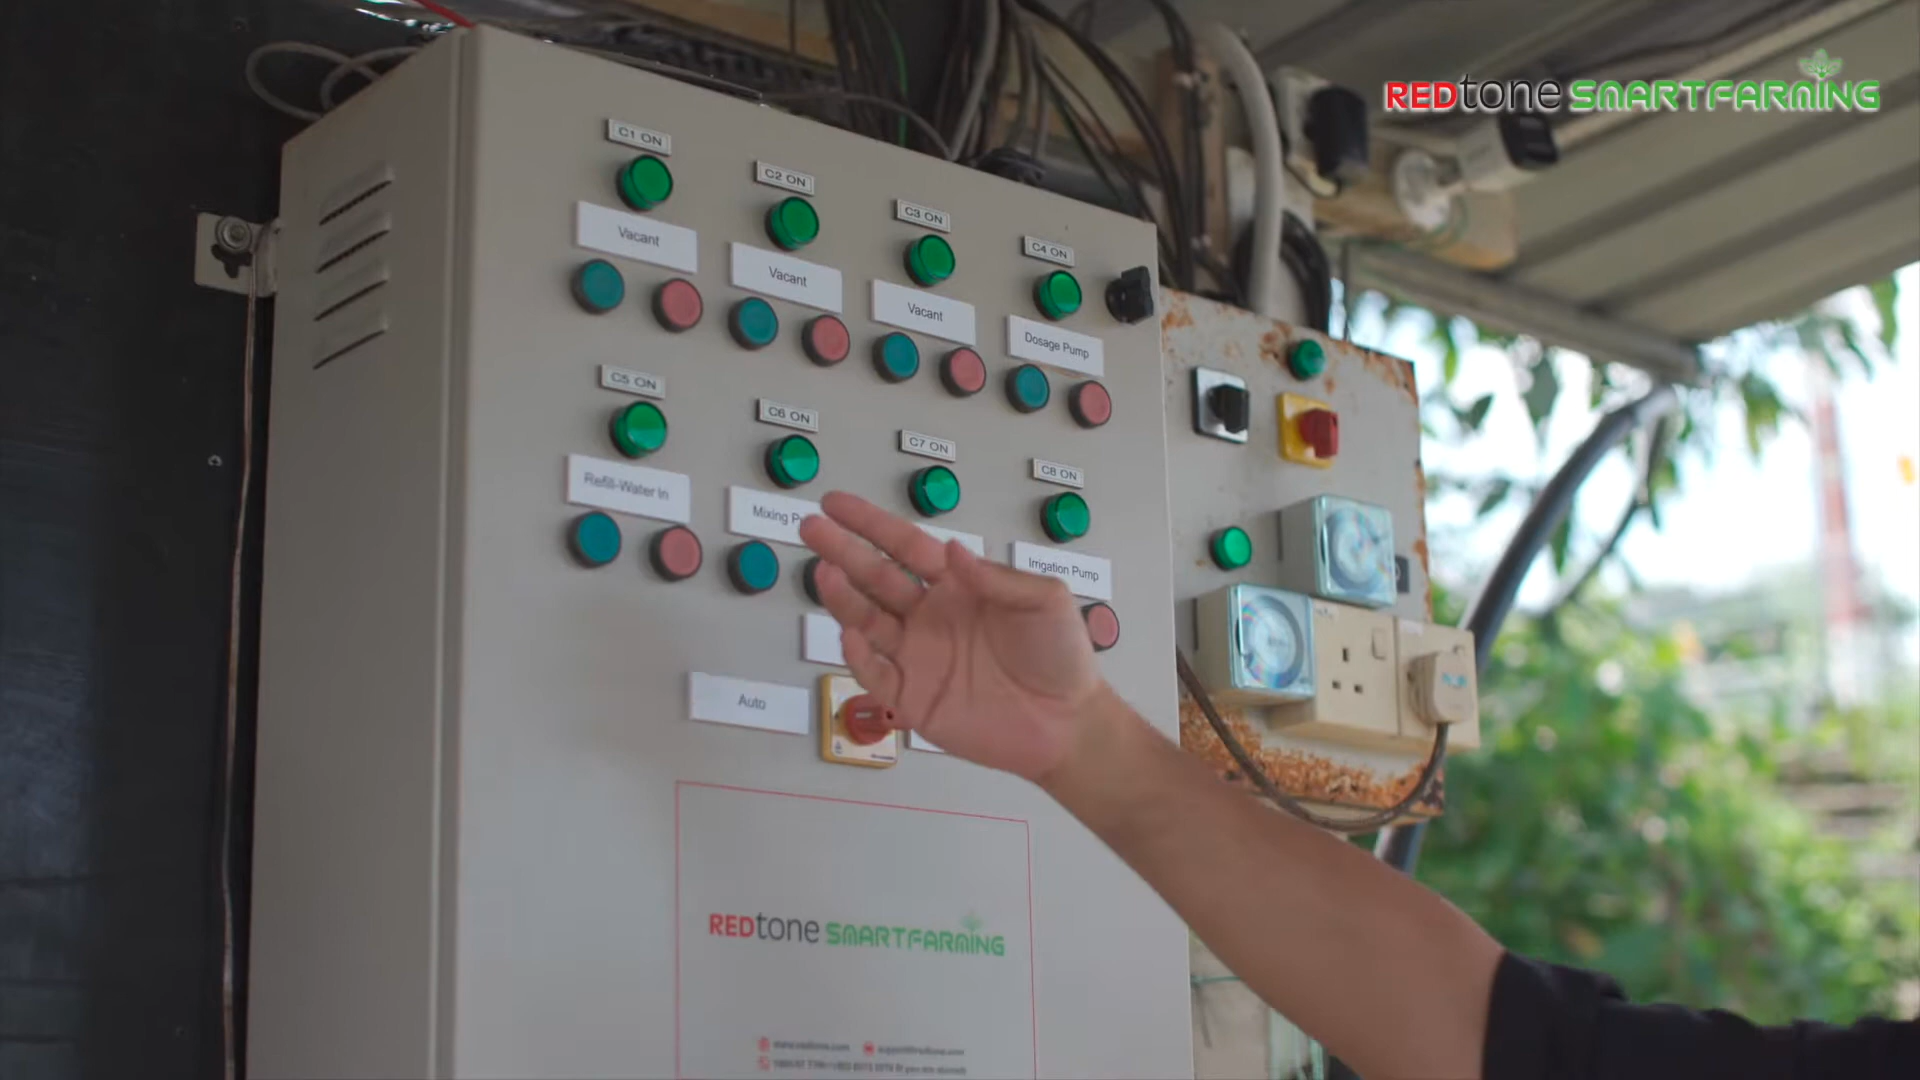 REDtone SMARTFARMING
C1 ON
C2 ON
C3 ON
C4 ON
Vacant
Vacant
Vacant
Dosage Pump
C5 ON
C6 ON
C7 ON
C8 ON
Refill-Water In
Mixing
Irrigation Pump
Auto
REDtone SMARTFARMING